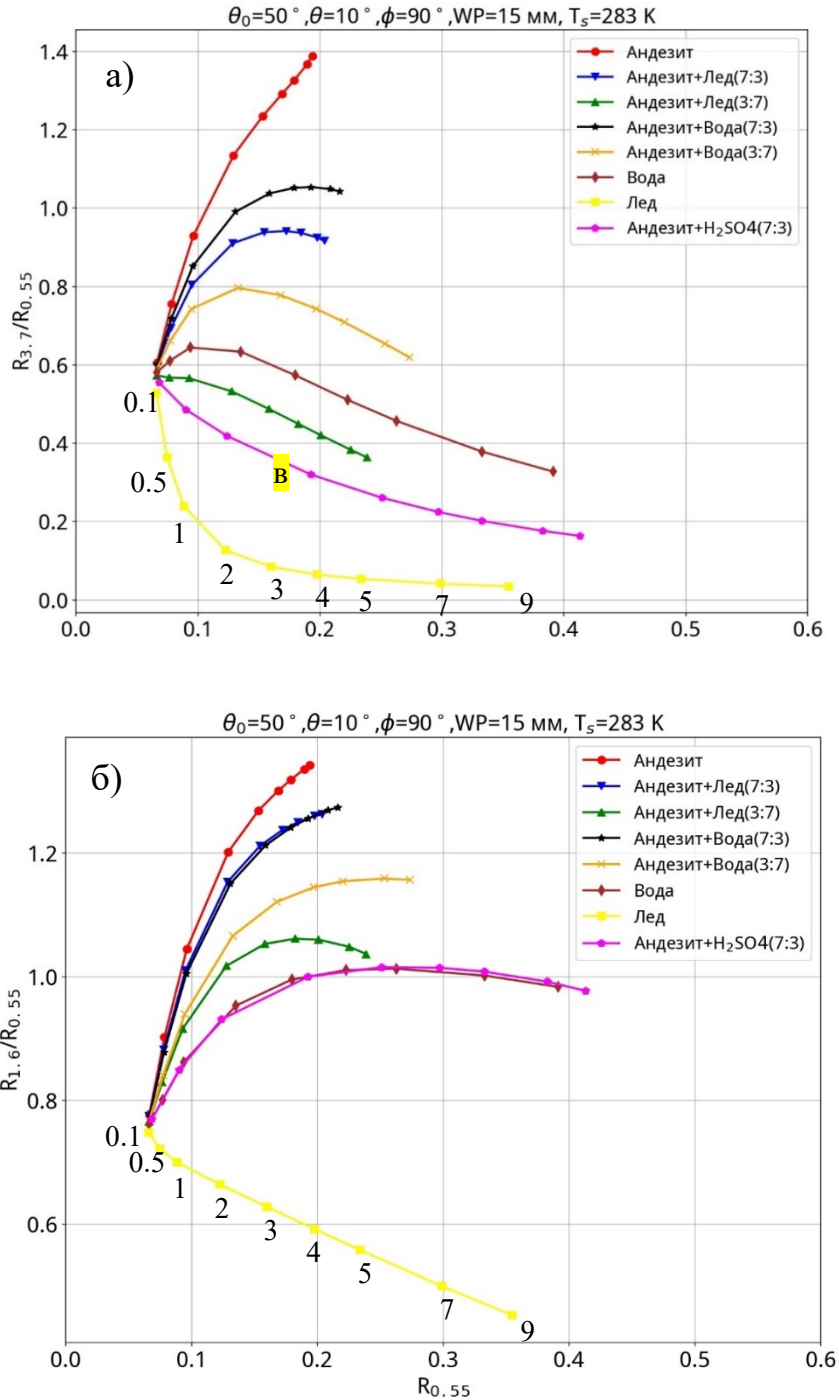 θ₀=50°,θ=10°,ϕ=90°,WP=15 мм, Tₛ=283 K
а)
Андезит
Андезит+Лед(7:3)
Андезит+Лед(3:7)
Андезит+Вода(7:3)
Андезит+Вода(3:7)
Вода
Лед
Андезит+H₂SO4(7:3)
1.4
1.2
1.0
0.8
0.6
0.4
0.2
0.0
R₃.₇/R₀.₅₅
0.1
0.5
1
2
3
4
5
7
9
в
0.0 0.1 0.2 0.3 0.4 0.5 0.6
θ₀=50°,θ=10°,ϕ=90°,WP=15 мм, Tₛ=283 K
б)
Андезит
Андезит+Лед(7:3)
Андезит+Лед(3:7)
Андезит+Вода(7:3)
Андезит+Вода(3:7)
Вода
Лед
Андезит+H₂SO4(7:3)
1.2
1.0
0.8
0.6
R₁.₆/R₀.₅₅
0.1
0.5
1
2
3
4
5
7
9
0.0 0.1 0.2 0.3 0.4 0.5 0.6
R₀.₅₅